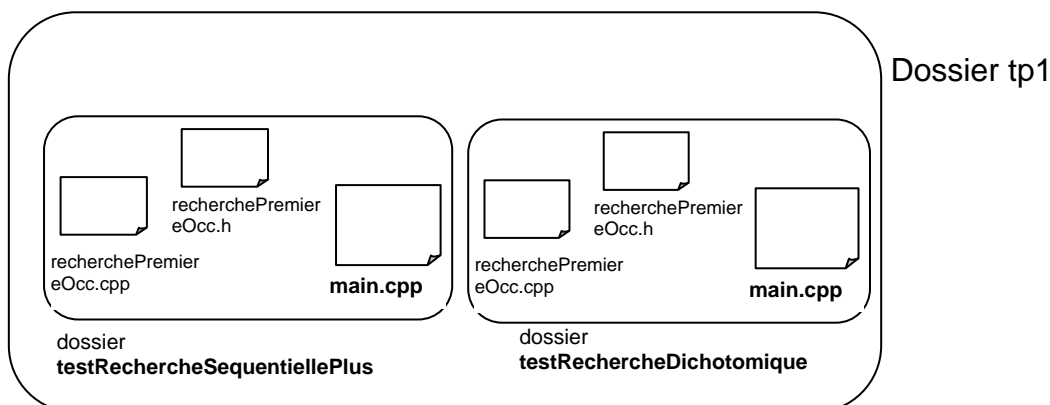 Dossier tp1
recherchePremier
eOcc.h
recherchePremier
eOcc.cpp
main.cpp
dossier
testRechercheSequentiellePlus
recherchePremier
eOcc.h
recherchePremier
eOcc.cpp
main.cpp
dossier
testRechercheDichotomique